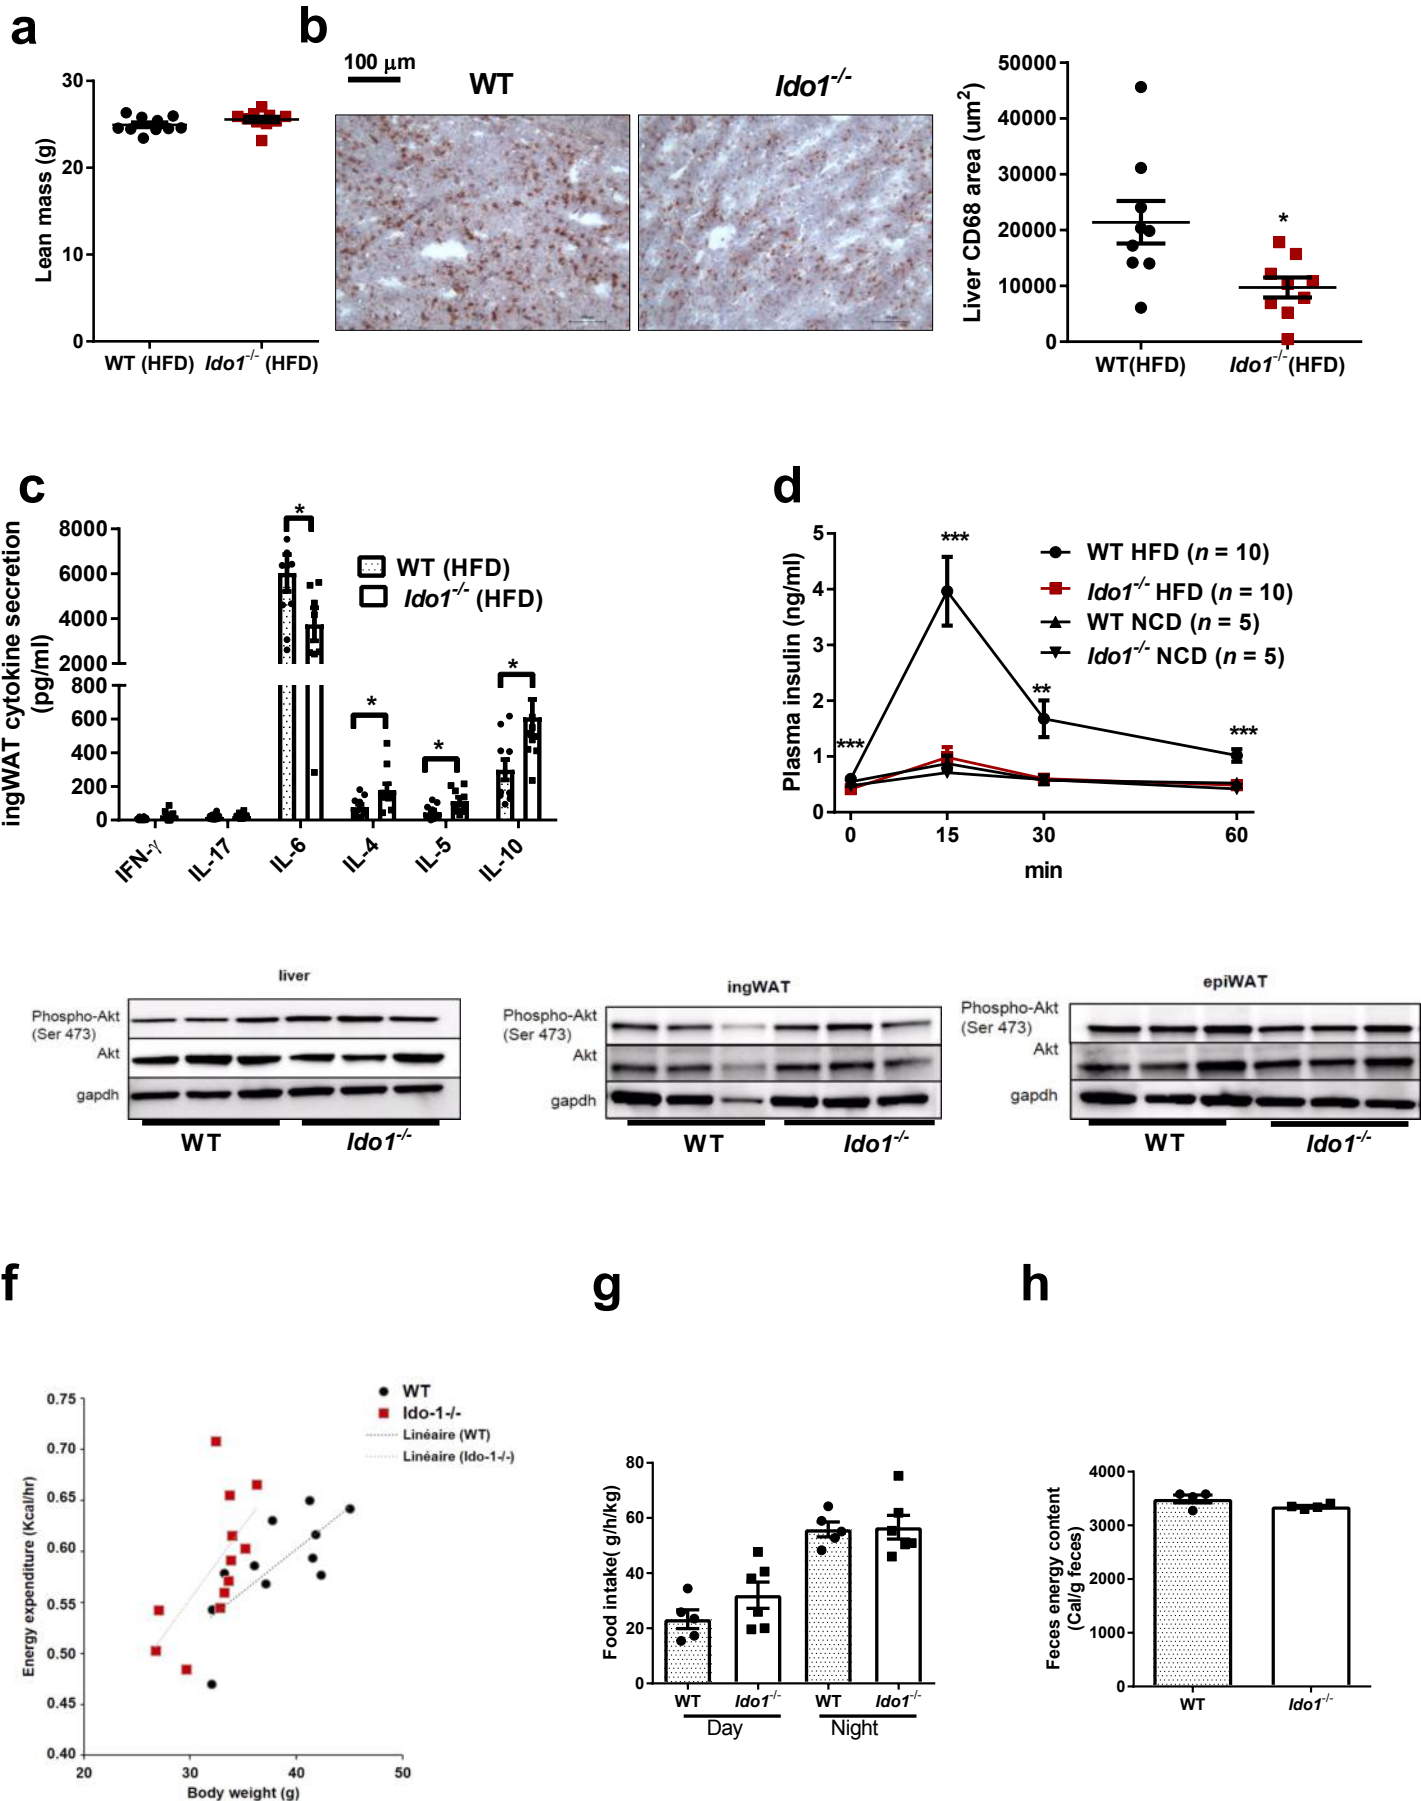 a
Lean mass (g)
30
20
10
0
WT (HFD)
Ido1-/- (HFD)
b
100 μm
WT
Ido1-/-
Liver CD68 area (um2)
50000
40000
30000
20000
10000
0
*
WT(HFD)
Ido1-/-(HFD)
c
ingWAT cytokine secretion
(pg/ml)
8000
6000
4000
2000
800
600
400
200
0
*
*
*
*
WT (HFD)
Ido1-/- (HFD)
IFN-γ
IL-17
IL-6
IL-4
IL-5
IL-10
d
Plasma insulin (ng/ml)
5
4
3
2
1
0
***
***
**
***
WT HFD (n = 10)
Ido1-/- HFD (n = 10)
WT NCD (n = 5)
Ido1-/- NCD (n = 5)
0
15
30
60
min
liver
Phospho-Akt
(Ser 473)
Akt
gapdh
WT
Ido1-/-
ingWAT
Phospho-Akt
(Ser 473)
Akt
gapdh
WT
Ido1-/-
epiWAT
Phospho-Akt
(Ser 473)
Akt
gapdh
WT
Ido1-/-
f
Energy expenditure (Kcal/hr)
0.75
0.70
0.65
0.60
0.55
0.50
0.45
0.40
20
30
40
50
Body weight (g)
WT
Ido-1-/-
Linéaire (WT)
Linéaire (Ido-1-/-)
g
Food intake( g/h/kg)
80
60
40
20
0
WT
Ido1-/-
WT
Ido1-/-
Day
Night
h
Feces energy content
(Cal/g feces)
4000
3000
2000
1000
0
WT
Ido1-/-